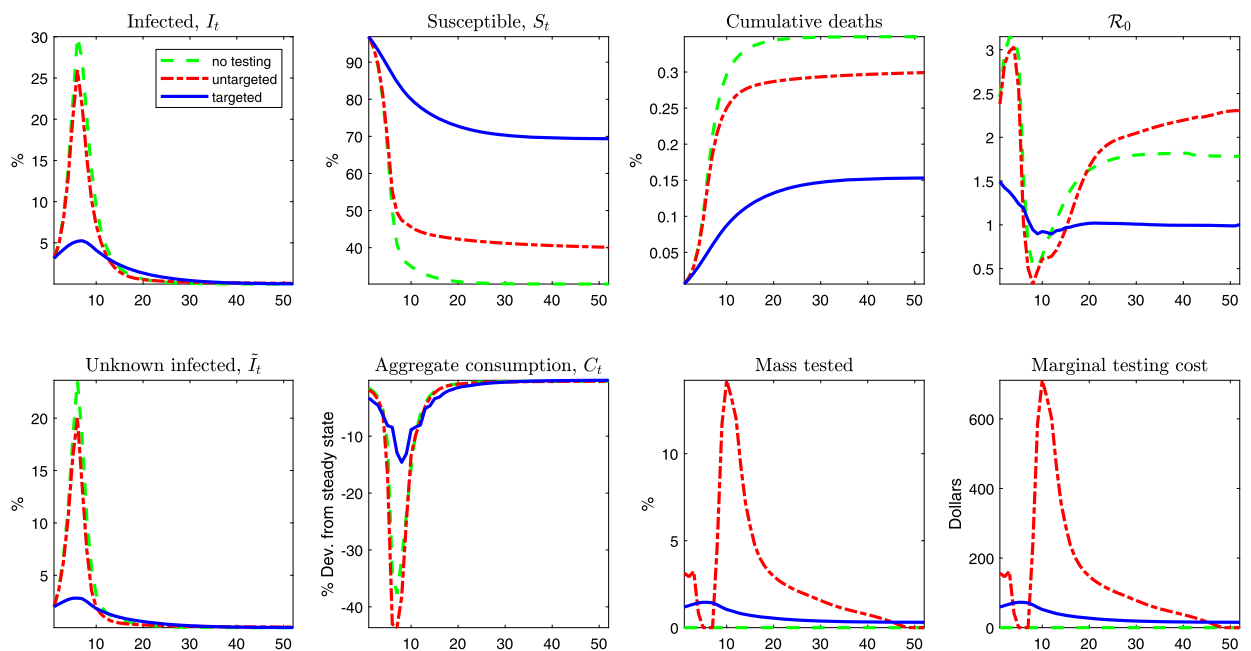 Infected, Iₜ
30
25
20
15
10
5
%
10 20 30 40 50
no testing
untargeted
targeted
Susceptible, Sₜ
90
80
70
60
50
40
%
10 20 30 40 50
Cumulative deaths
0.3
0.25
0.2
0.15
0.1
0.05
%
10 20 30 40 50
ℛ₀
3
2.5
2
1.5
1
0.5
10 20 30 40 50
Unknown infected, Ĩₜ
20
15
10
5
%
10 20 30 40 50
Aggregate consumption, Cₜ
-10
-20
-30
-40
% Dev. from steady state
10 20 30 40 50
Mass tested
10
5
0
%
10 20 30 40 50
Marginal testing cost
600
400
200
0
Dollars
10 20 30 40 50